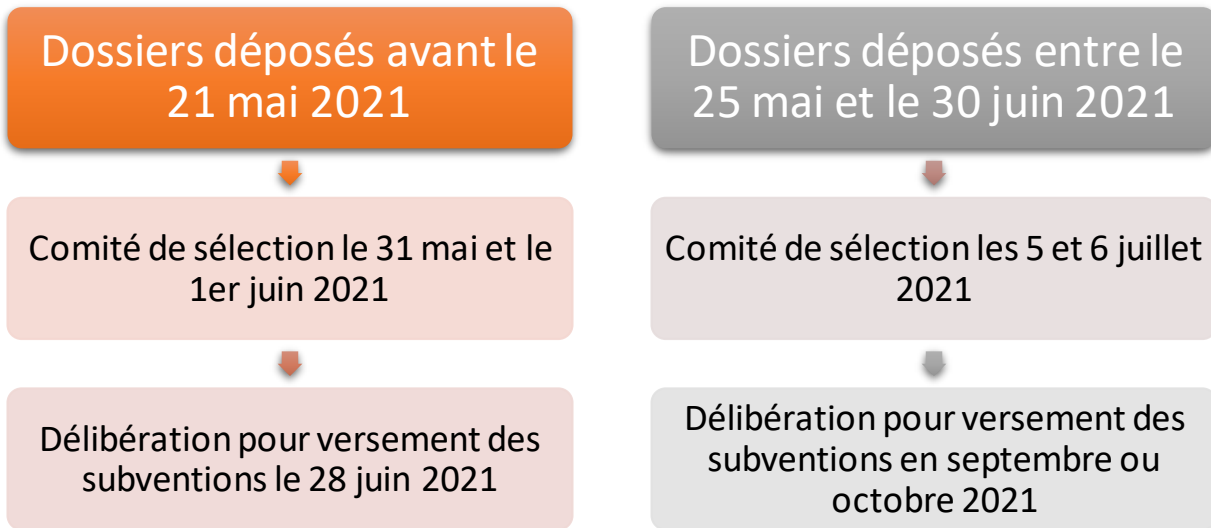 Dossiers déposés avant le
21 mai 2021
Comité de sélection le 31 mai et le
1er juin 2021
Délibération pour versement des
subventions le 28 juin 2021
Dossiers déposés entre le
25 mai et le 30 juin 2021
Comité de sélection les 5 et 6 juillet
2021
Délibération pour versement des
subventions en septembre ou
octobre 2021